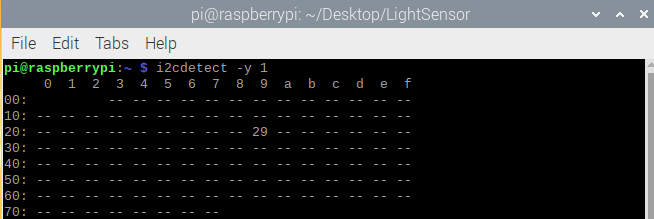 pi@raspberrypi: ~/Desktop/LightSensor
File Edit Tabs Help
pi@raspberrypi:~ $ i2cdetect -y 1
     0  1  2  3  4  5  6  7  8  9  a  b  c  d  e  f
00:          -- -- -- -- -- -- -- -- -- -- -- -- --
10: -- -- -- -- -- -- -- -- -- -- -- -- -- -- -- --
20: -- -- -- -- -- -- -- -- -- 29 -- -- -- -- -- --
30: -- -- -- -- -- -- -- -- -- -- -- -- -- -- -- --
40: -- -- -- -- -- -- -- -- -- -- -- -- -- -- -- --
50: -- -- -- -- -- -- -- -- -- -- -- -- -- -- -- --
60: -- -- -- -- -- -- -- -- -- -- -- -- -- -- -- --
70: -- -- -- -- -- -- -- --